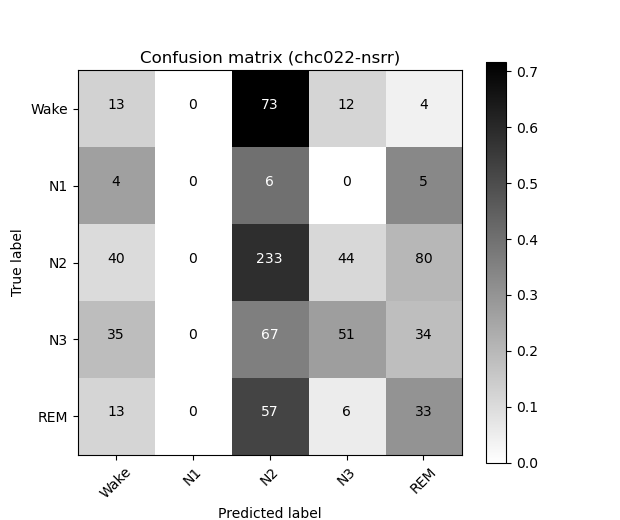 Confusion matrix (chc022-nsrr)
Wake 13 0 73 12 4
N1 4 0 6 0 5
N2 40 0 233 44 80
N3 35 0 67 51 34
REM 13 0 57 6 33
Wake N1 N2 N3 REM
Predicted label
True label
0.7
0.6
0.5
0.4
0.3
0.2
0.1
0.0